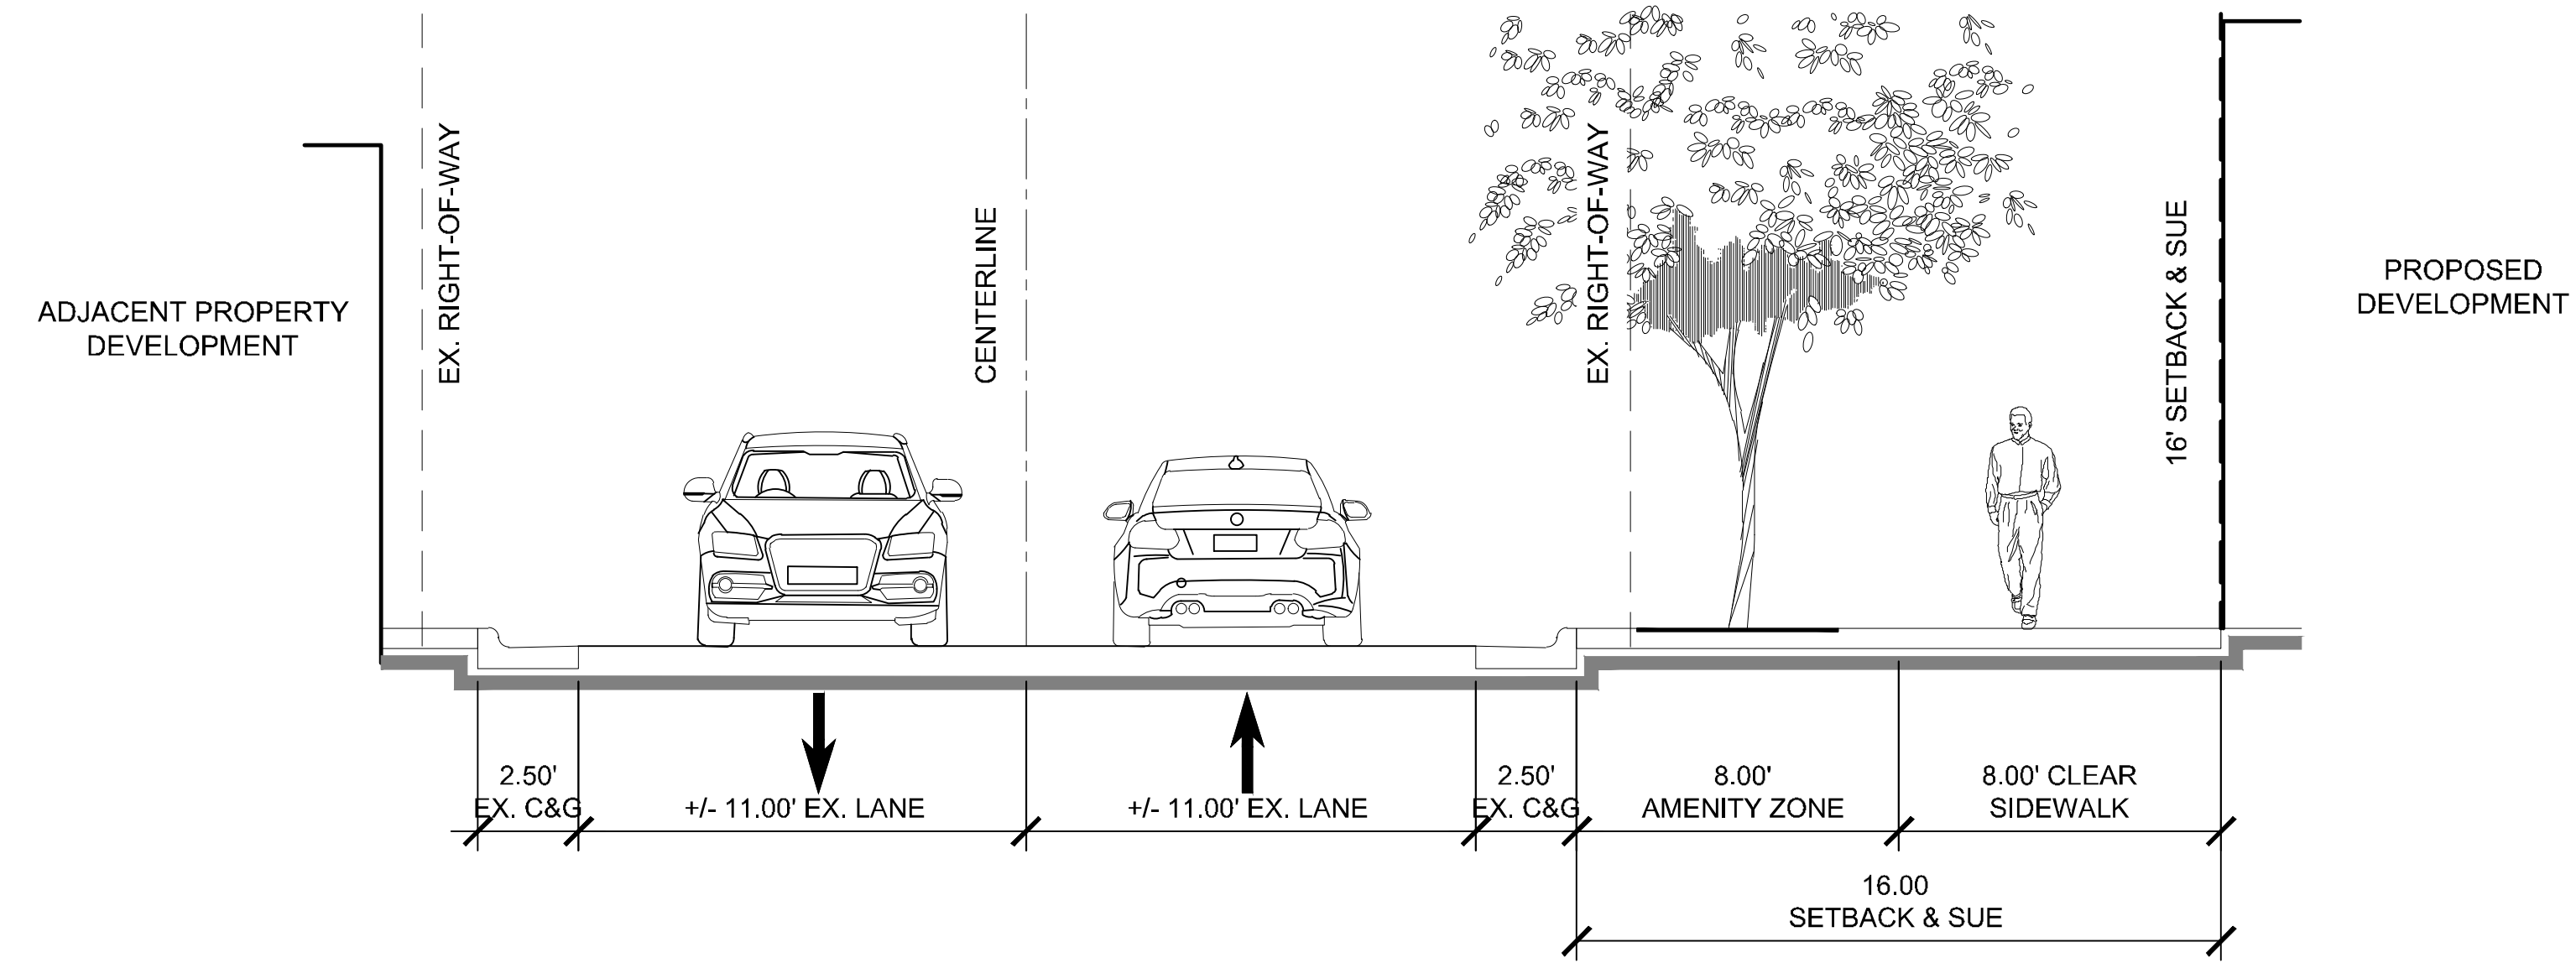 ADJACENT PROPERTY
DEVELOPMENT
EX. RIGHT-OF-WAY
CENTERLINE
EX. RIGHT-OF-WAY
16' SETBACK & SUE
PROPOSED
DEVELOPMENT
2.50'
EX. C&G
+/- 11.00' EX. LANE
+/- 11.00' EX. LANE
2.50'
EX. C&G
8.00'
AMENITY ZONE
8.00' CLEAR
SIDEWALK
16.00
SETBACK & SUE